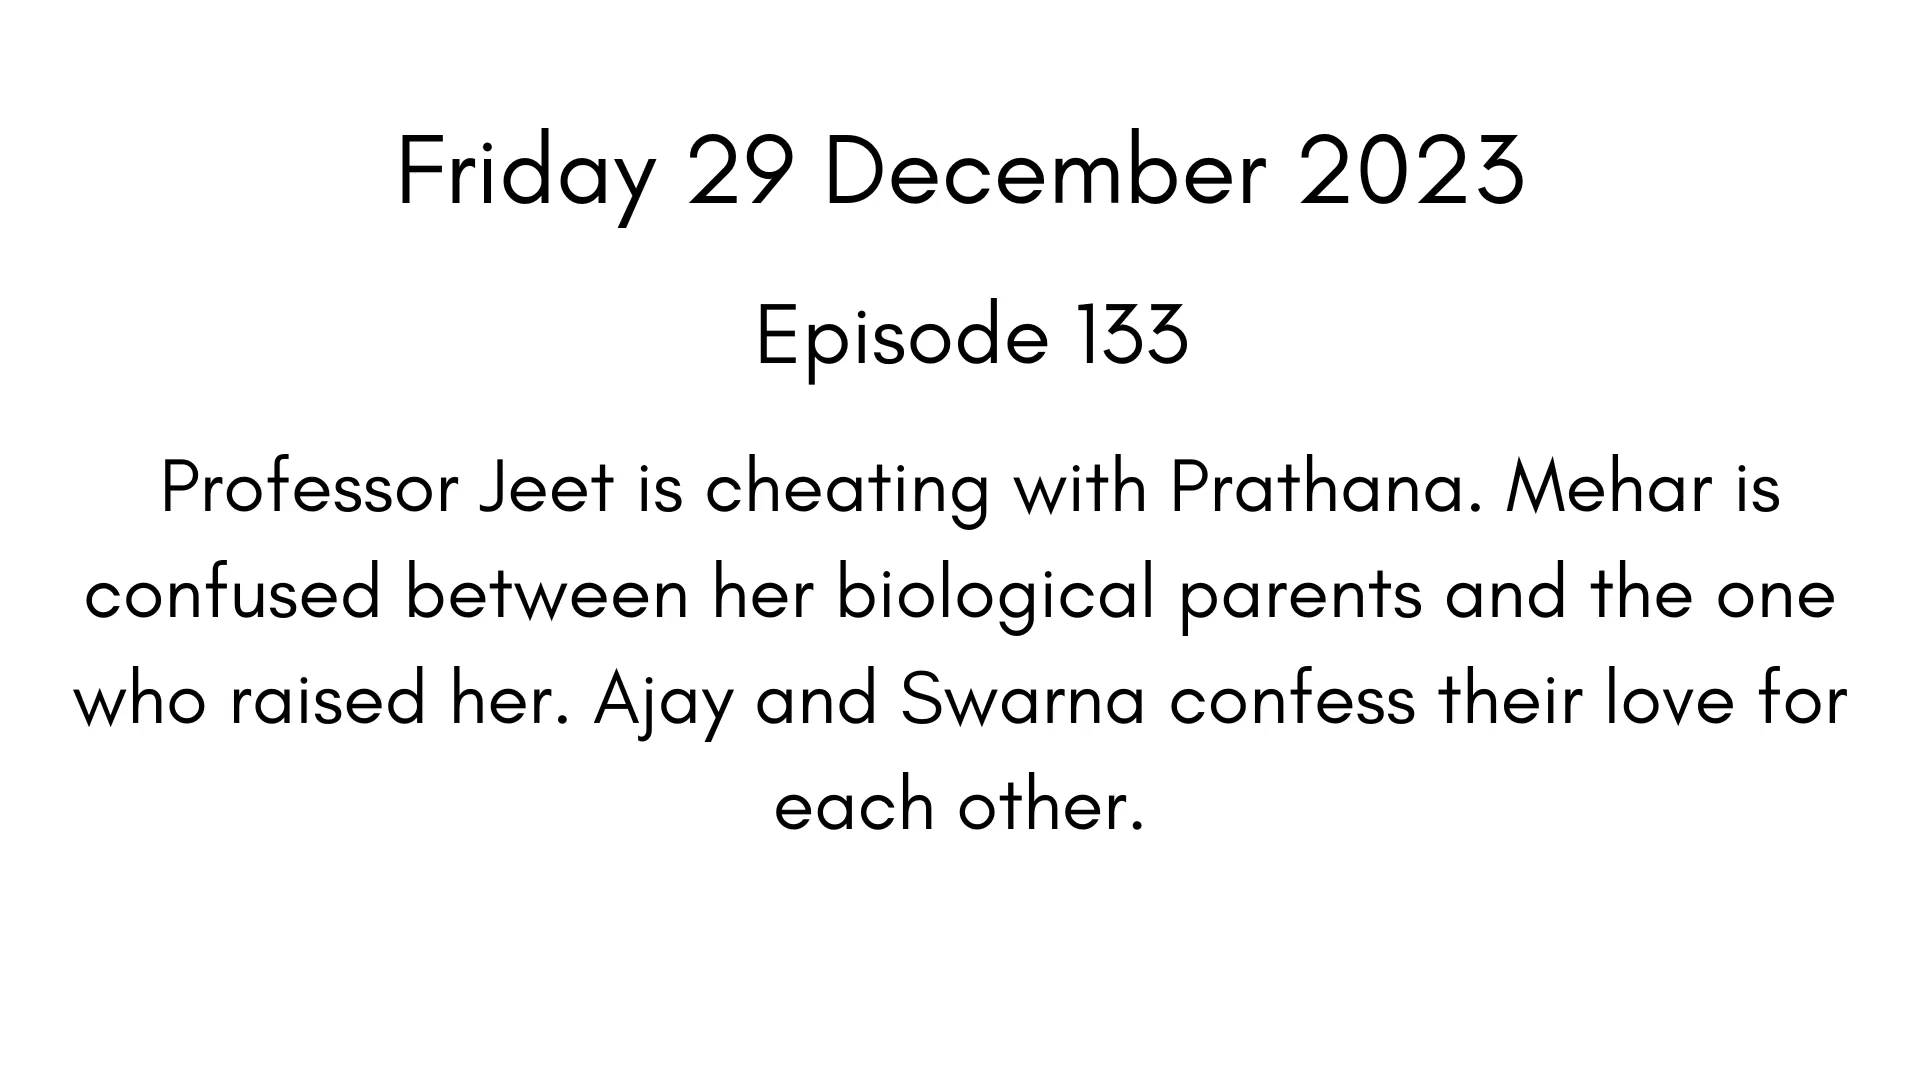 Friday 29 December 2023
Episode 133
Professor Jeet is cheating with Prathana. Mehar is
confused between her biological parents and the one
who raised her. Ajay and Swarna confess their love for
each other.